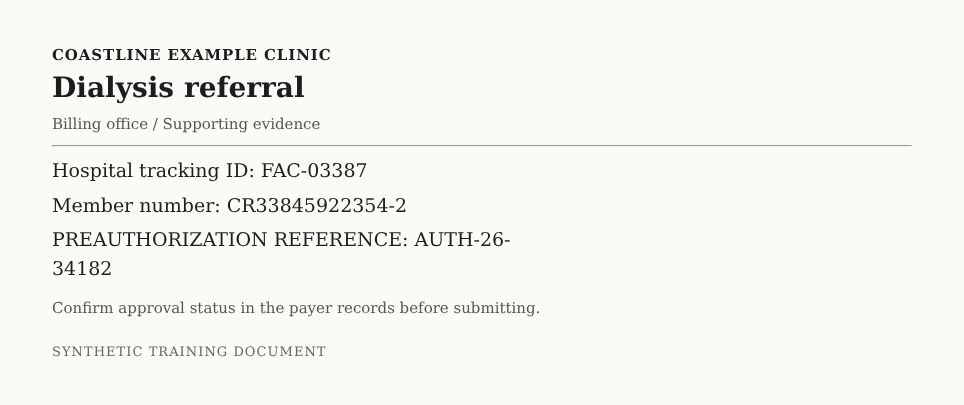 COASTLINE EXAMPLE CLINIC
Dialysis referral
Billing office / Supporting evidence
Hospital tracking ID: FAC-03387
Member number: CR33845922354-2
PREAUTHORIZATION REFERENCE: AUTH-26-
34182
Confirm approval status in the payer records before submitting.
SYNTHETIC TRAINING DOCUMENT